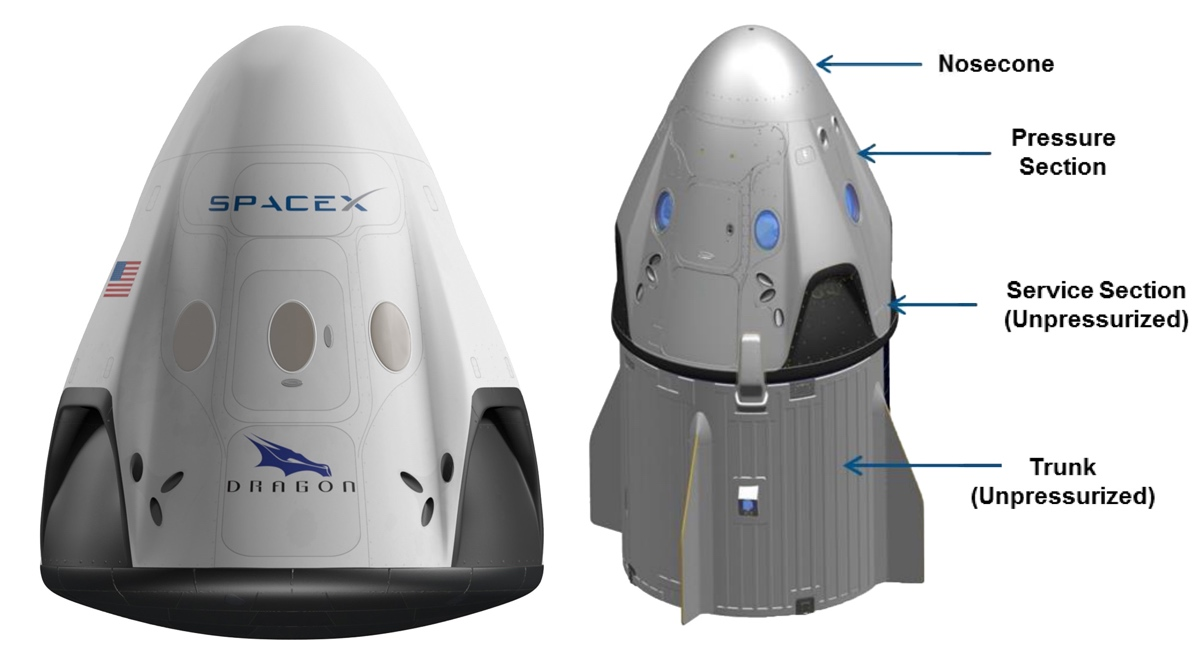 SPACEX
DRAGON
Nosecone
Pressure
Section
Service Section
(Unpressurized)
Trunk
(Unpressurized)